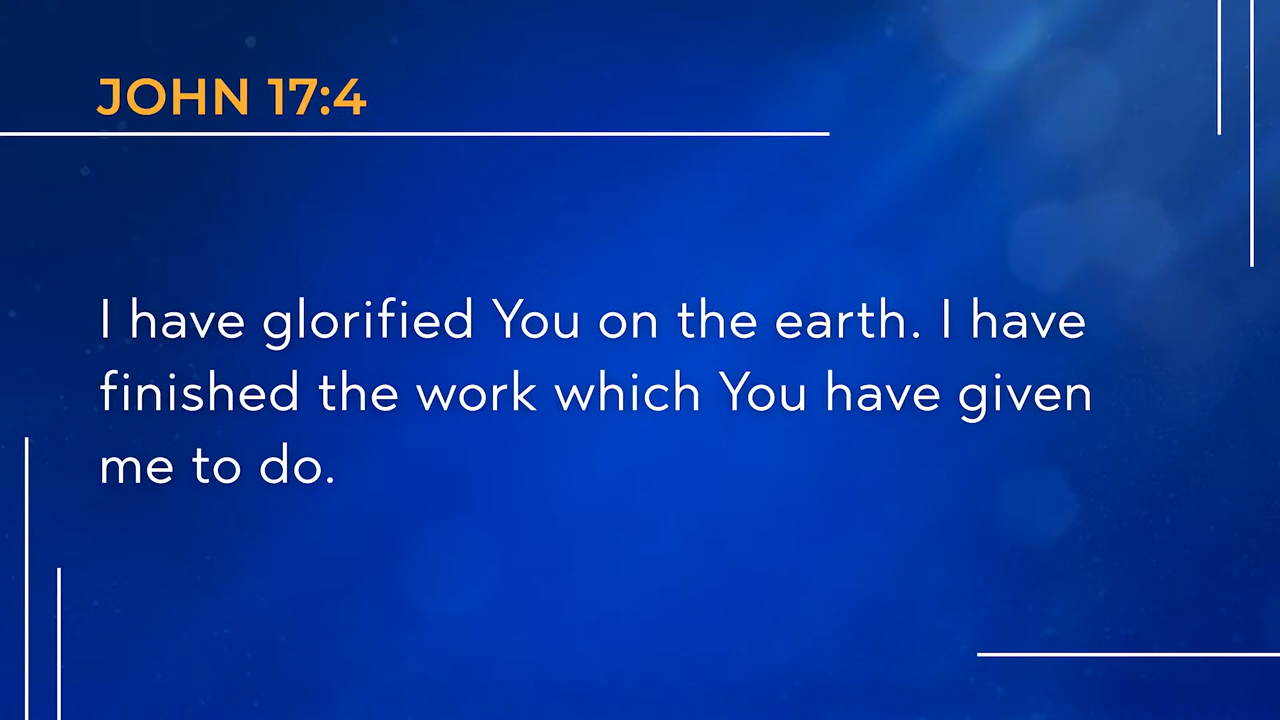 JOHN 17:4
I have glorified You on the earth. I have
finished the work which You have given
me to do.